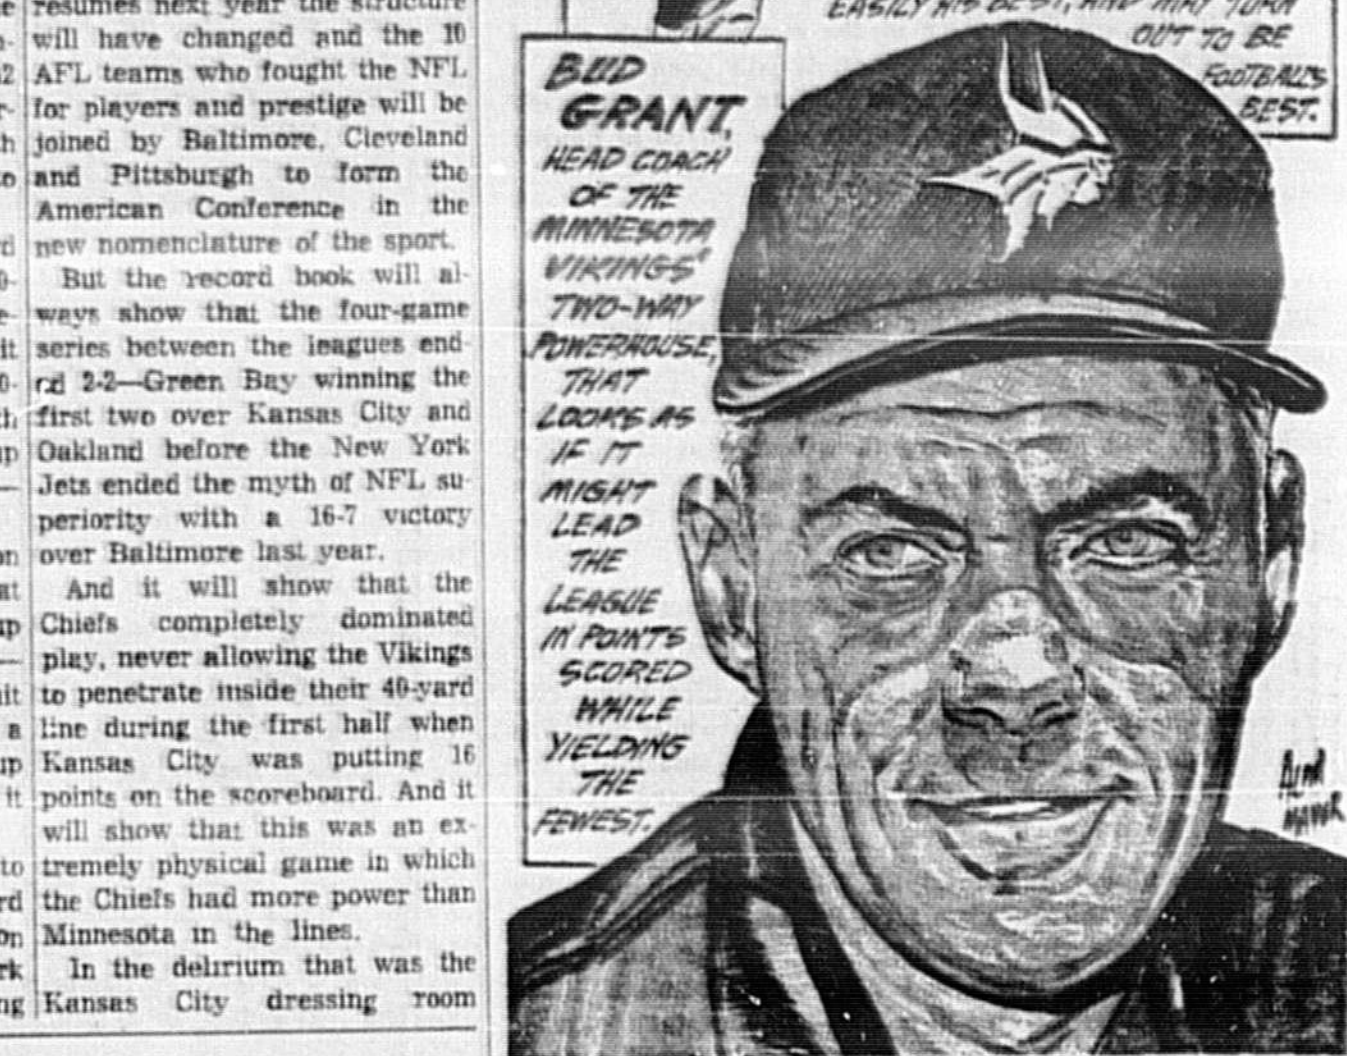 resumes next year the structure
will have changed and the 10
AFL teams who fought the NFL
for players and prestige will be
joined by Baltimore, Cleveland
and Pittsburgh to form the
American Conference in the
new nomenclature of the sport.
But the record book will al-
ways show that the four-game
series between the leagues end-
ed 2-2—Green Bay winning the
first two over Kansas City and
Oakland before the New York
Jets ended the myth of NFL su-
periority with a 16-7 victory
over Baltimore last year.
And it will show that the
Chiefs completely dominated
play, never allowing the Vikings
to penetrate inside their 40-yard
line during the first half when
Kansas City was putting 16
points on the scoreboard. And it
will show that this was an ex-
tremely physical game in which
the Chiefs had more power than
Minnesota in the lines.
In the delirium that was the
Kansas City dressing room
BUD
GRANT,
HEAD COACH
OF THE
MINNESOTA
VIKINGS'
TWO-WAY
POWERHOUSE,
THAT
LOOKS AS
IF IT
MIGHT
LEAD
THE
LEAGUE
IN POINTS
SCORED
WHILE
YIELDING
THE
FEWEST.
EASILY HIS BEST, AND MAY TURN
OUT TO BE
FOOTBALL'S
BEST.
ALAN
MAVER